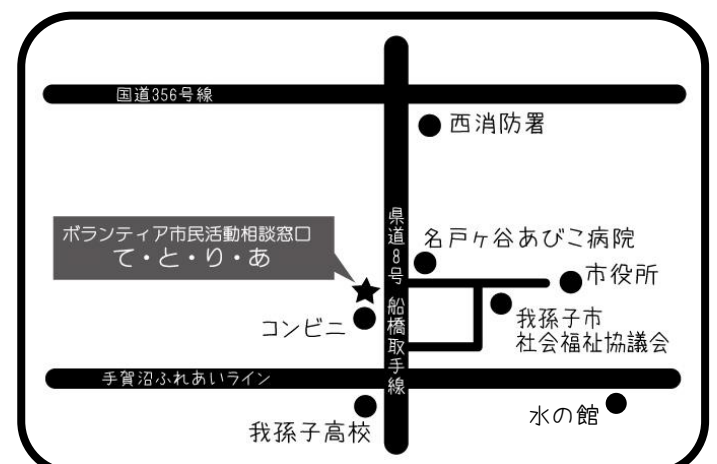 国道356号線
西消防署
県道8号 船橋取手線
ボランティア市民活動相談窓口
て・と・り・あ
名戸ヶ谷あびこ病院
市役所
コンビニ
我孫子市
社会福祉協議会
手賀沼ふれあいライン
我孫子高校
水の館